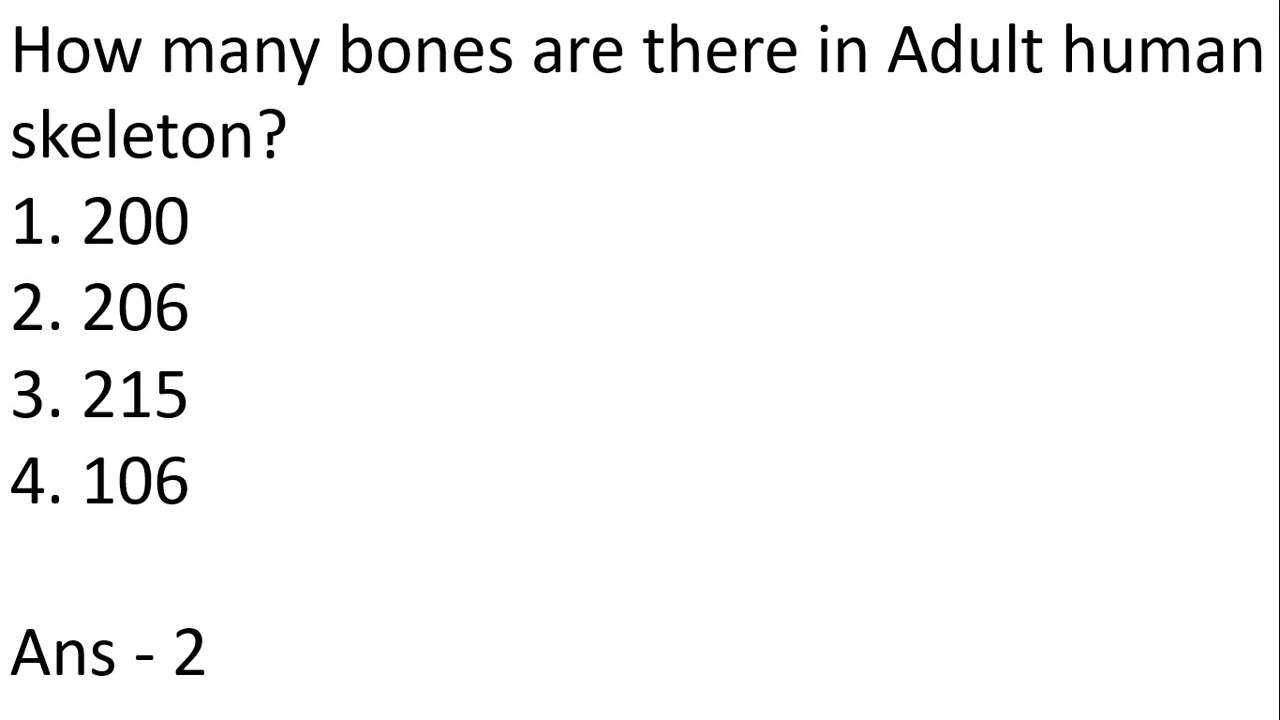 How many bones are there in Adult human
skeleton?
1. 200
2. 206
3. 215
4. 106
Ans - 2